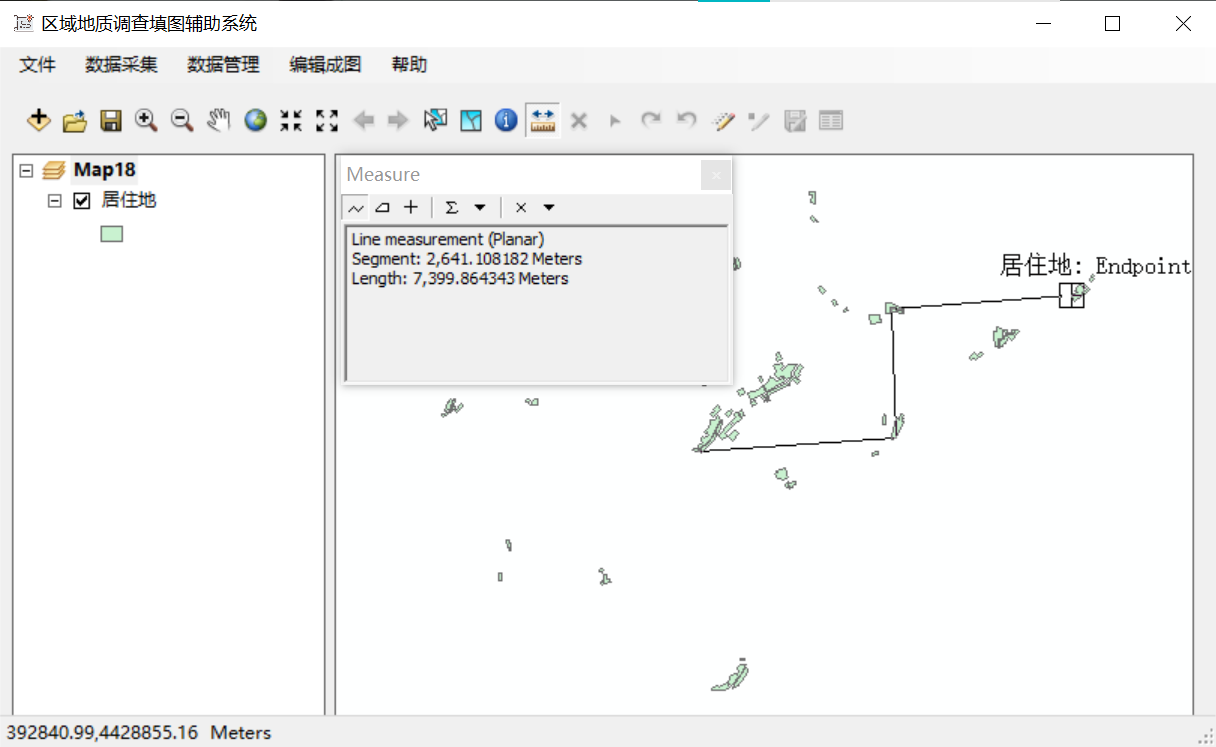 区域地质调查填图辅助系统
文件 数据采集 数据管理 编辑成图 帮助
Map18
居住地
Measure
Line measurement (Planar)
Segment: 2,641.108182 Meters
Length: 7,399.864343 Meters
居住地: Endpoint
392840.99,4428855.16 Meters